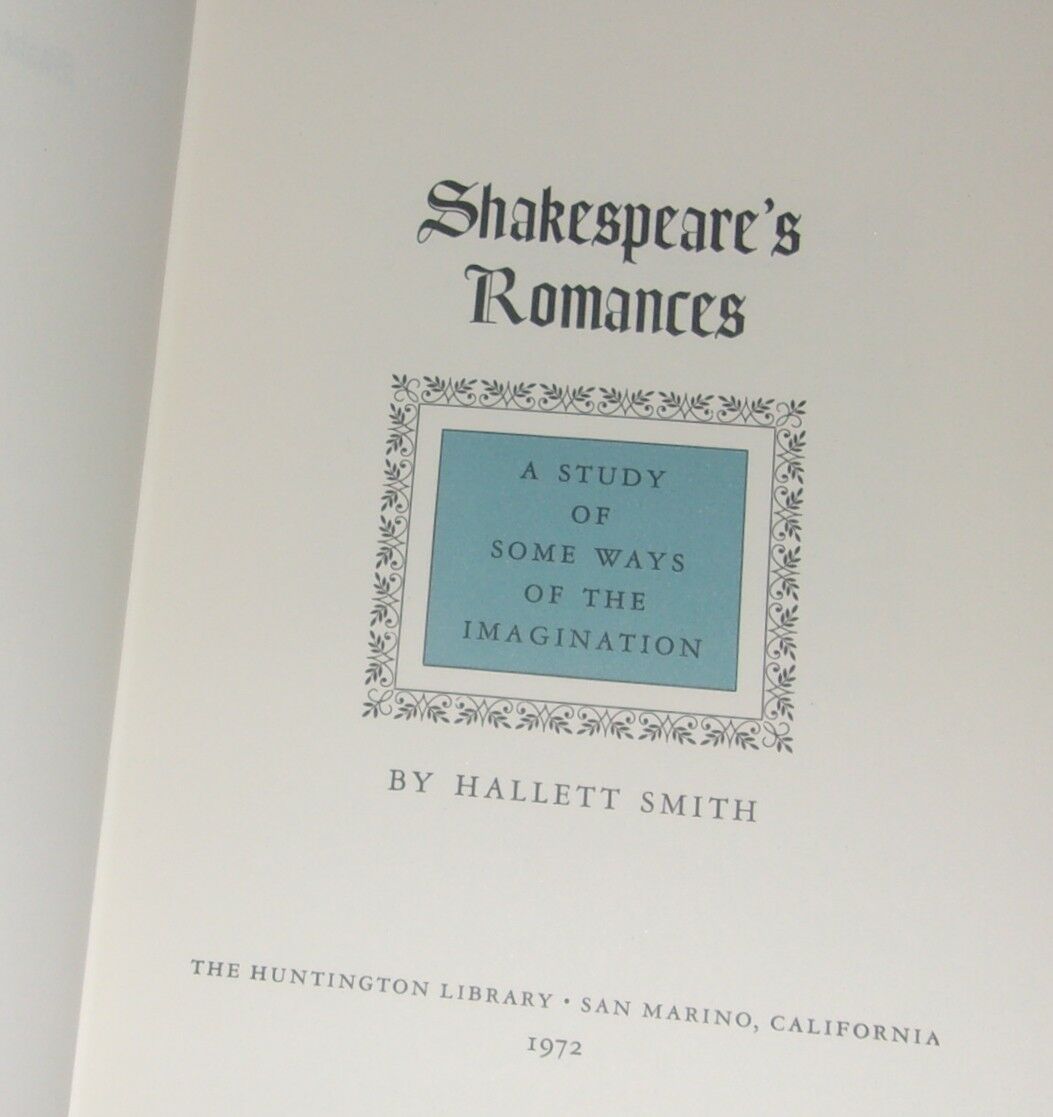 Shakespeare's
Romances
A STUDY
OF
SOME WAYS
OF THE
IMAGINATION
BY HALLETT SMITH
THE HUNTINGTON LIBRARY • SAN MARINO, CALIFORNIA
1972